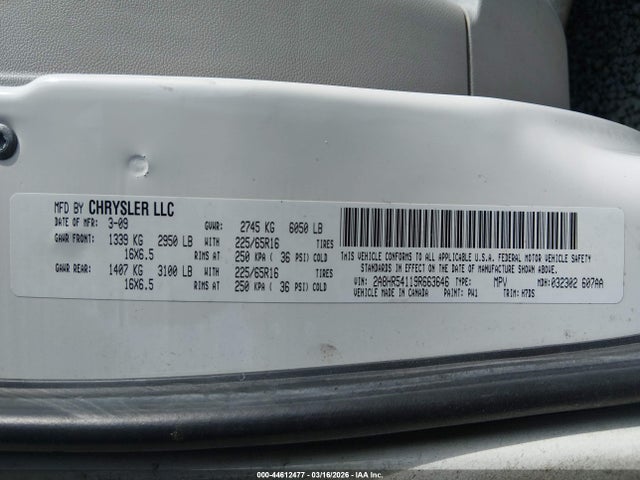 MFD BY CHRYSLER LLC
DATE OF MFR: 3-09 GVWR: 2745 KG 6050 LB
GAWR FRONT: 1339 KG 2950 LB WITH 225/65R16 TIRES
16X6.5 RIMS AT 250 KPA ( 36 PSI) COLD
GAWR REAR: 1407 KG 3100 LB WITH 225/65R16 TIRES
16X6.5 RIMS AT 250 KPA ( 36 PSI) COLD
THIS VEHICLE CONFORMS TO ALL APPLICABLE U.S.A. FEDERAL MOTOR VEHICLE SAFETY
STANDARDS IN EFFECT ON THE DATE OF MANUFACTURE SHOWN ABOVE.
VIN: 2A8HR54119R663646 TYPE: MPV MDH: 032302 607AA
VEHICLE MADE IN CANADA PAINT: PW1 TRIM: H7DS
000-44612477 - 03/16/2026 - IAA Inc.